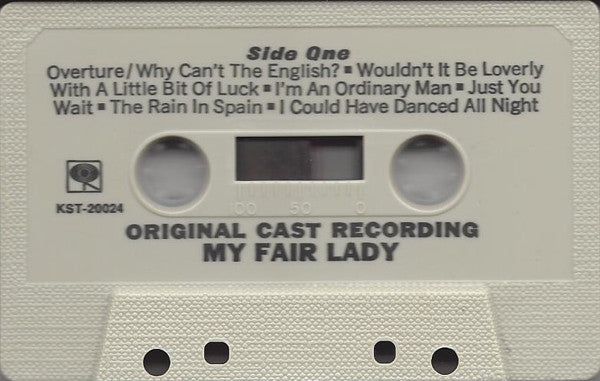 Side One
Overture/Why Can't The English? ▪ Wouldn't It Be Loverly
With A Little Bit Of Luck ▪ I'm An Ordinary Man ▪ Just You
Wait ▪ The Rain In Spain ▪ I Could Have Danced All Night
KST-20024
100 50 0
ORIGINAL CAST RECORDING
MY FAIR LADY